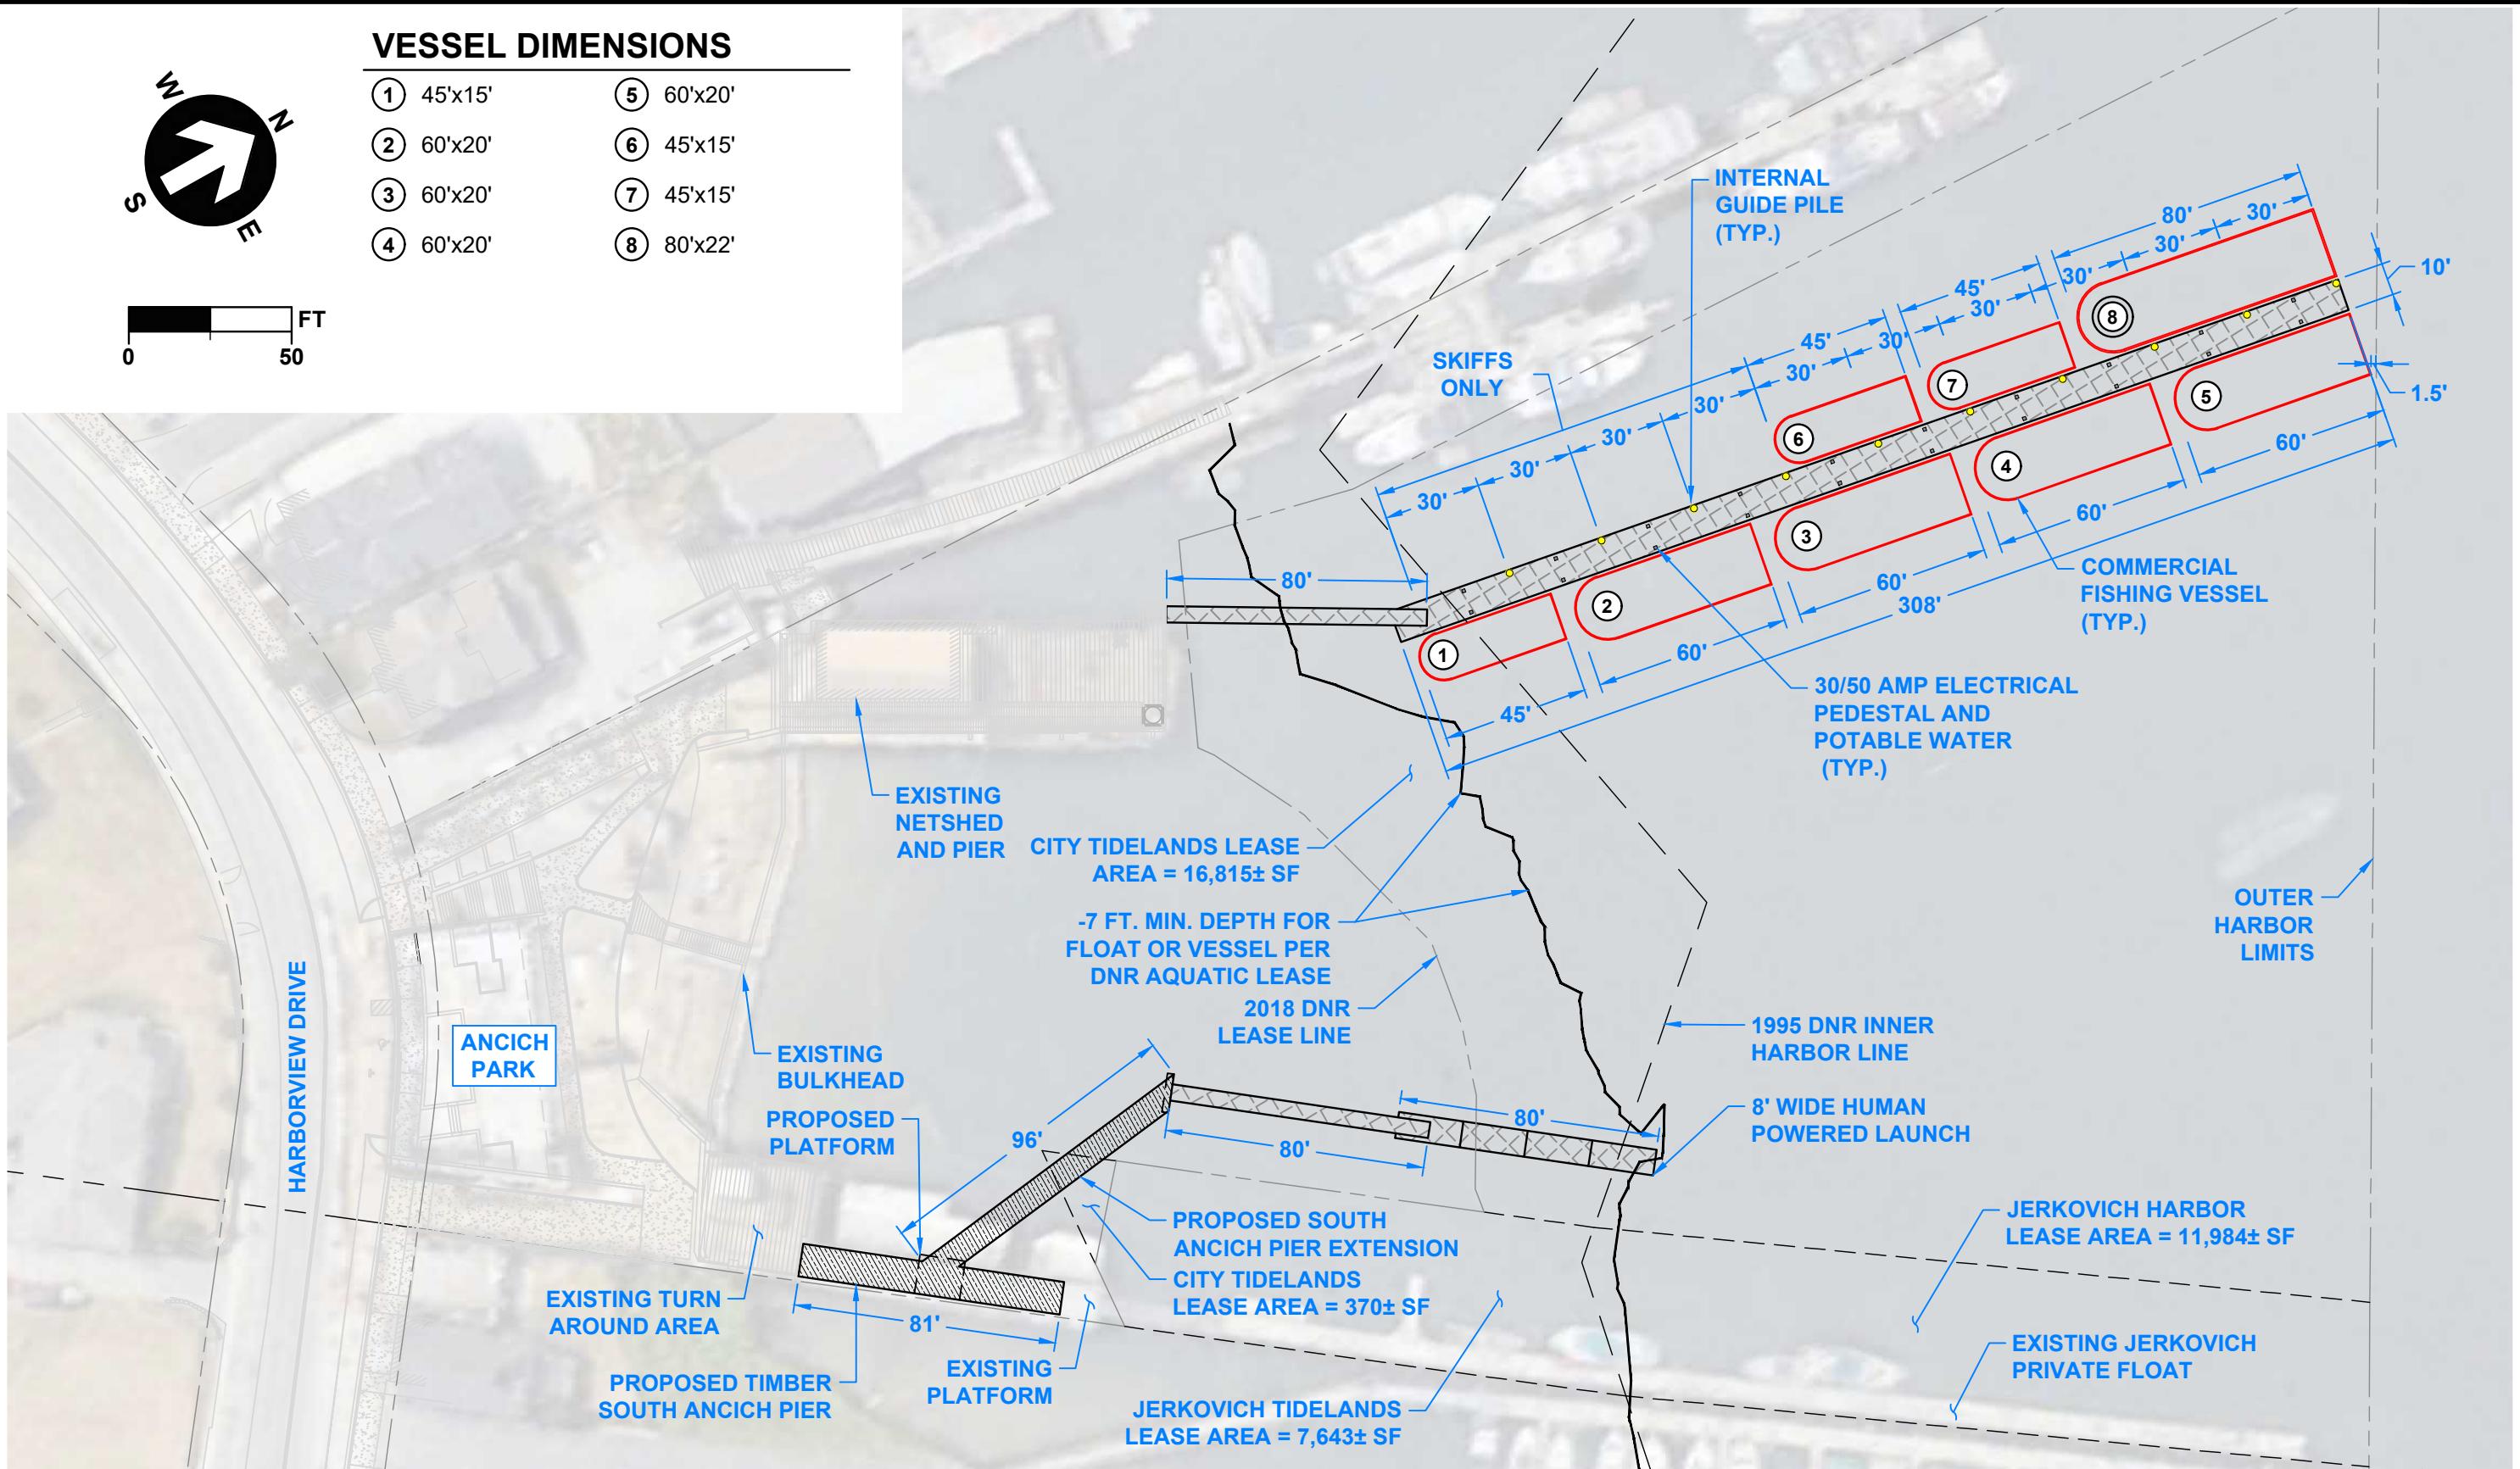 VESSEL DIMENSIONS
1 45'x15'
2 60'x20'
3 60'x20'
4 60'x20'
5 60'x20'
6 45'x15'
7 45'x15'
8 80'x22'
W
N
S
E
FT
0
50
INTERNAL
GUIDE PILE
(TYP.)
SKIFFS
ONLY
80'
30'
30'
30'
45'
30'
30'
45'
30'
30'
30'
30'
30'
30'
10'
1.5'
8
7
6
5
4
3
2
1
80'
60'
60'
60'
308'
60'
45'
COMMERCIAL
FISHING VESSEL
(TYP.)
30/50 AMP ELECTRICAL
PEDESTAL AND
POTABLE WATER
(TYP.)
EXISTING
NETSHED
AND PIER
CITY TIDELANDS LEASE
AREA = 16,815± SF
-7 FT. MIN. DEPTH FOR
FLOAT OR VESSEL PER
DNR AQUATIC LEASE
2018 DNR
LEASE LINE
OUTER
HARBOR
LIMITS
1995 DNR INNER
HARBOR LINE
8' WIDE HUMAN
POWERED LAUNCH
HARBORVIEW DRIVE
ANCICH
PARK
EXISTING
BULKHEAD
PROPOSED
PLATFORM
96'
80'
80'
PROPOSED SOUTH
ANCICH PIER EXTENSION
CITY TIDELANDS
LEASE AREA = 370± SF
JERKOVICH HARBOR
LEASE AREA = 11,984± SF
EXISTING TURN
AROUND AREA
81'
EXISTING
PLATFORM
PROPOSED TIMBER
SOUTH ANCICH PIER
JERKOVICH TIDELANDS
LEASE AREA = 7,643± SF
EXISTING JERKOVICH
PRIVATE FLOAT